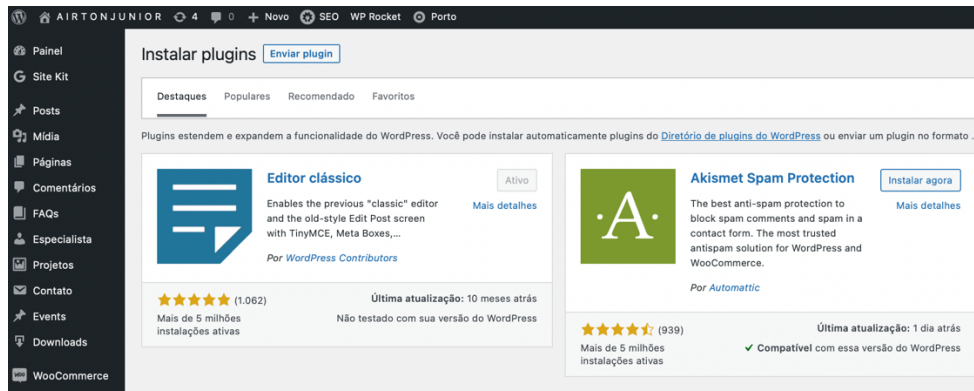 AIRTONJUNIOR 4 0 + Novo SEO WP Rocket Porto
Painel
Site Kit
Posts
Mídia
Páginas
Comentários
FAQs
Especialista
Projetos
Contato
Events
Downloads
WooCommerce
Instalar plugins Enviar plugin
Destaques Populares Recomendado Favoritos
Plugins estendem e expandem a funcionalidade do WordPress. Você pode instalar automaticamente plugins do Diretório de plugins do WordPress ou enviar um plugin no formato .
Editor clássico
Ativo
Mais detalhes
Enables the previous "classic" editor
and the old-style Edit Post screen
with TinyMCE, Meta Boxes,...
Por WordPress Contributors
(1.062)
Mais de 5 milhões
instalações ativas
Última atualização: 10 meses atrás
Não testado com sua versão do WordPress
·A·
Akismet Spam Protection
Instalar agora
Mais detalhes
The best anti-spam protection to
block spam comments and spam in a
contact form. The most trusted
antispam solution for WordPress and
WooCommerce.
Por Automattic
(939)
Mais de 5 milhões
instalações ativas
Última atualização: 1 dia atrás
✓ Compatível com essa versão do WordPress